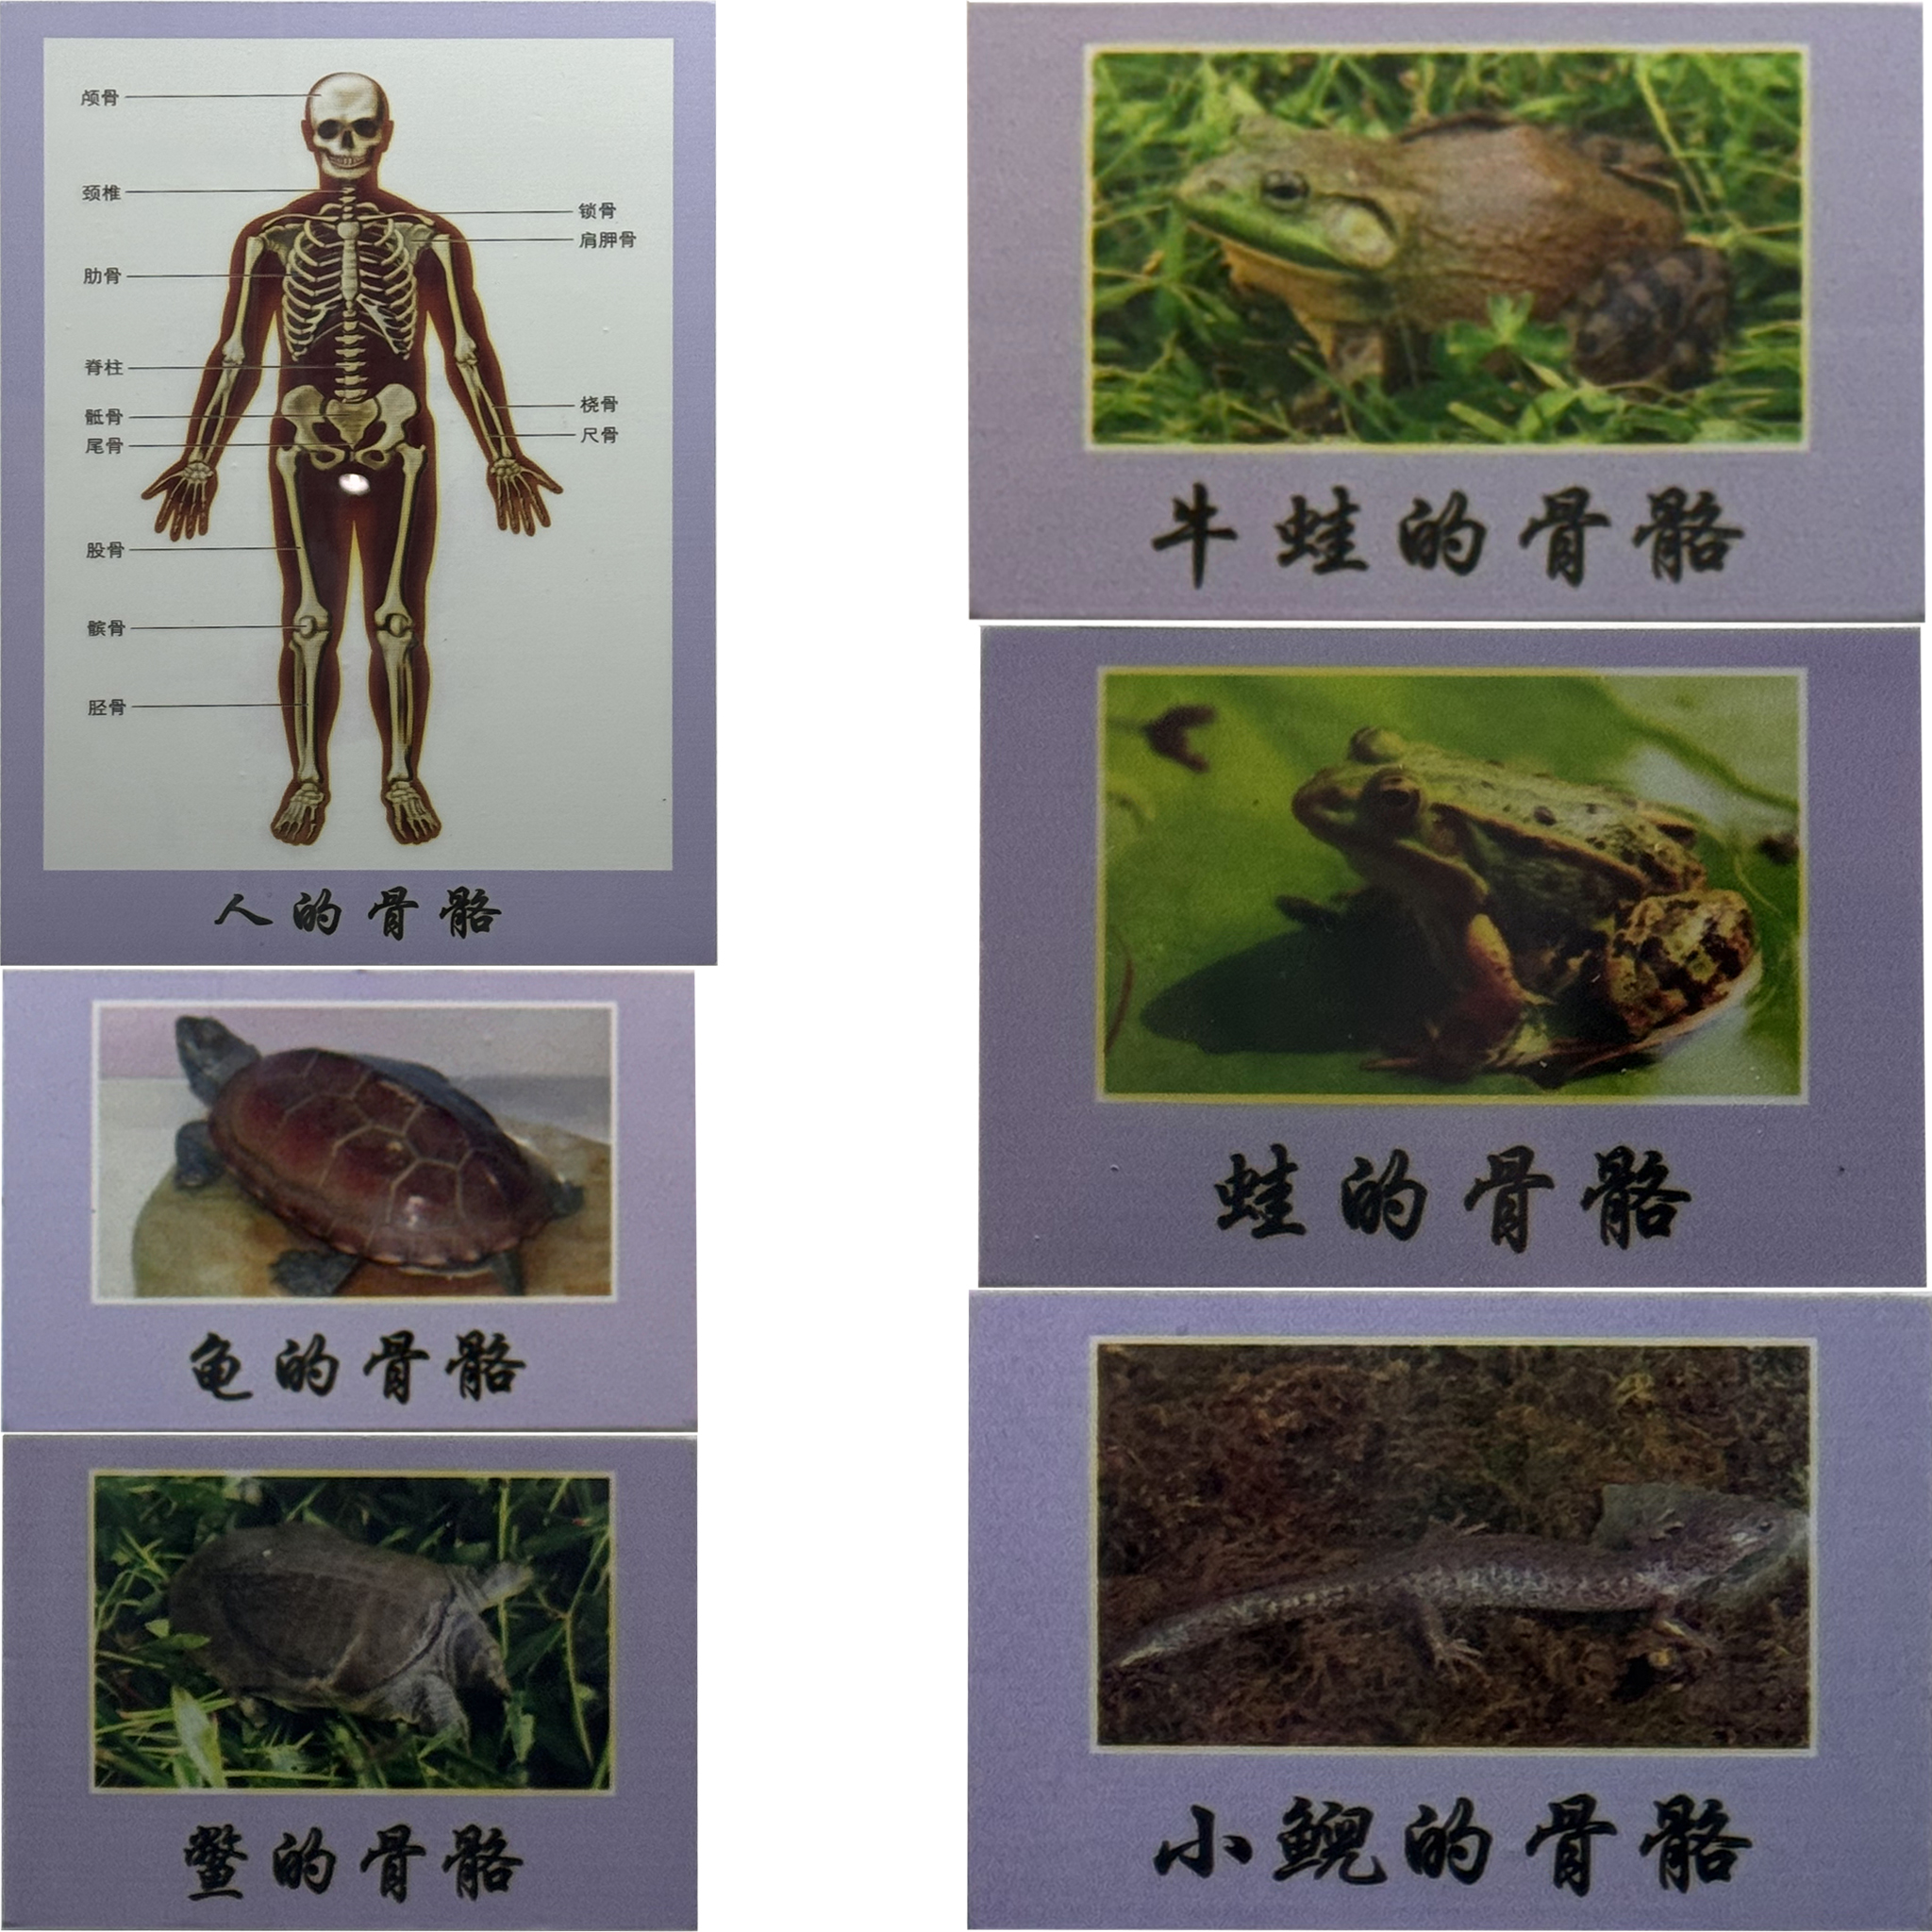 颅骨
颈椎
锁骨
肩胛骨
肋骨
脊柱
骶骨
尾骨
桡骨
尺骨
股骨
髌骨
胫骨
人的骨骼
龟的骨骼
鳖的骨骼
牛蛙的骨骼
蛙的骨骼
小鲵的骨骼